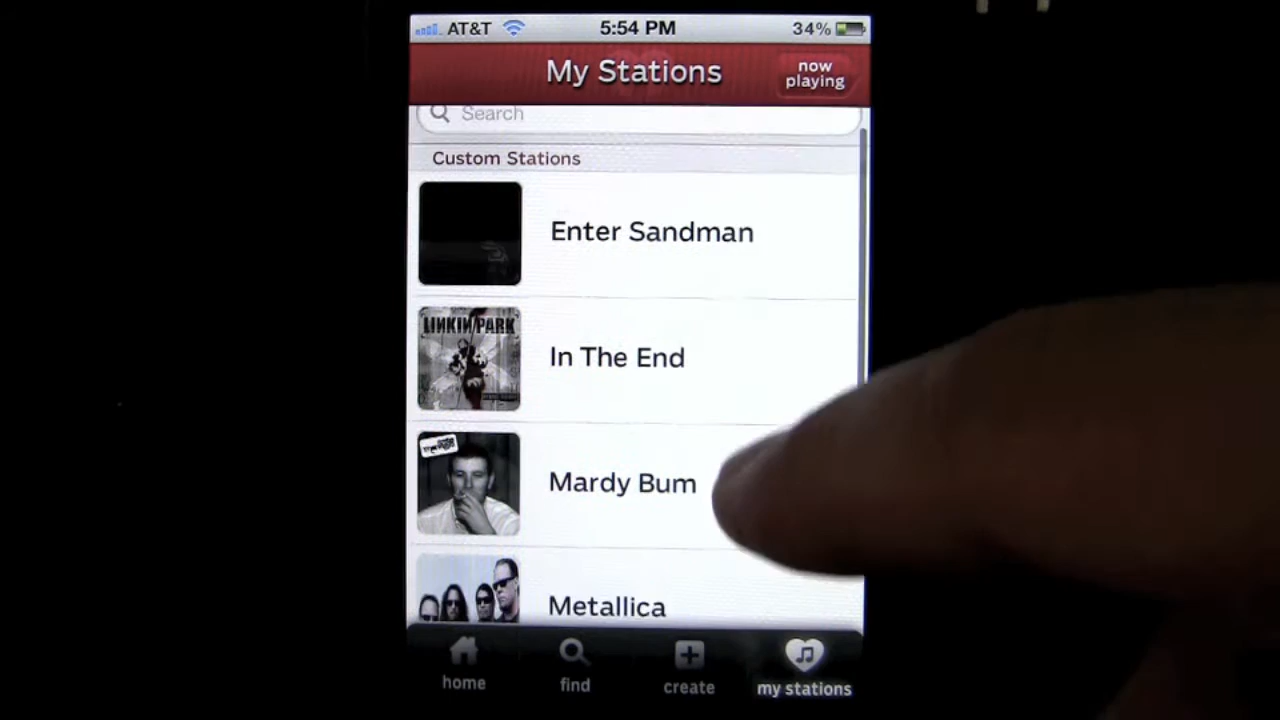 AT&T 5:54 PM 34%
My Stations
now
playing
Search
Custom Stations
Enter Sandman
LINKIN PARK
In The End
Mardy Bum
Metallica
home
find
create
my stations